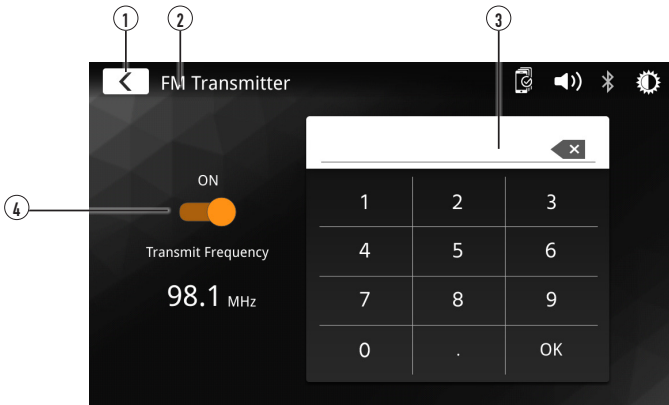 1 2 3
FM Transmitter
4
ON
Transmit Frequency
98.1 MHz
1 2 3
4 5 6
7 8 9
0 . OK